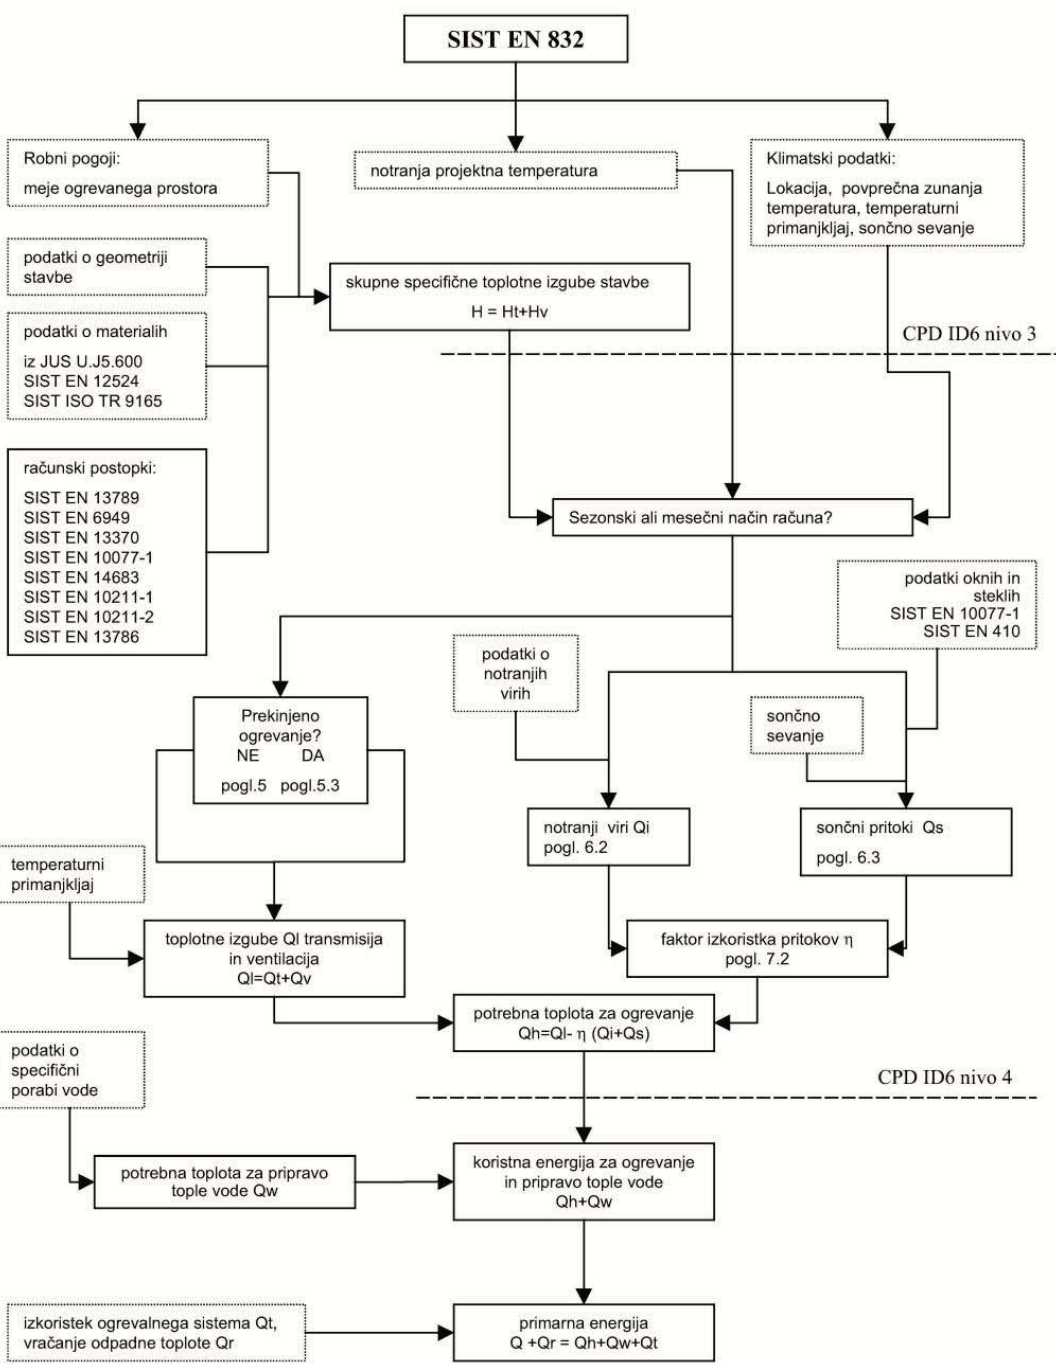 SIST EN 832
Robni pogoji:
meje ogrevanega prostora
notranja projektna temperatura
Klimatski podatki:
Lokacija, povprečna zunanja
temperatura, temperaturni
primanjkljaj, sončno sevanje
podatki o geometriji
stavbe
skupne specifične toplotne izgube stavbe
H = Ht+Hv
podatki o materialih
iz JUS U.J5.600
SIST EN 12524
SIST ISO TR 9165
CPD ID6 nivo 3
računski postopki:
SIST EN 13789
SIST EN 6949
SIST EN 13370
SIST EN 10077-1
SIST EN 14683
SIST EN 10211-1
SIST EN 10211-2
SIST EN 13786
Sezonski ali mesečni način računa?
podatki oknih in
steklih
SIST EN 10077-1
SIST EN 410
podatki o
notranjih
virih
Prekinjeno
ogrevanje?
NE DA
pogl.5 pogl.5.3
sončno
sevanje
notranji viri Qi
pogl. 6.2
sončni pritoki Qs
pogl. 6.3
temperaturni
primanjkljaj
toplotne izgube Ql transmisija
in ventilacija
Ql=Qt+Qv
faktor izkoristka pritokov η
pogl. 7.2
potrebna toplota za ogrevanje
Qh=Ql- η (Qi+Qs)
podatki o
specifični
porabi vode
CPD ID6 nivo 4
potrebna toplota za pripravo
tople vode Qw
koristna energija za ogrevanje
in pripravo tople vode
Qh+Qw
izkoristek ogrevalnega sistema Qt,
vračanje odpadne toplote Qr
primarna energija
Q +Qr = Qh+Qw+Qt